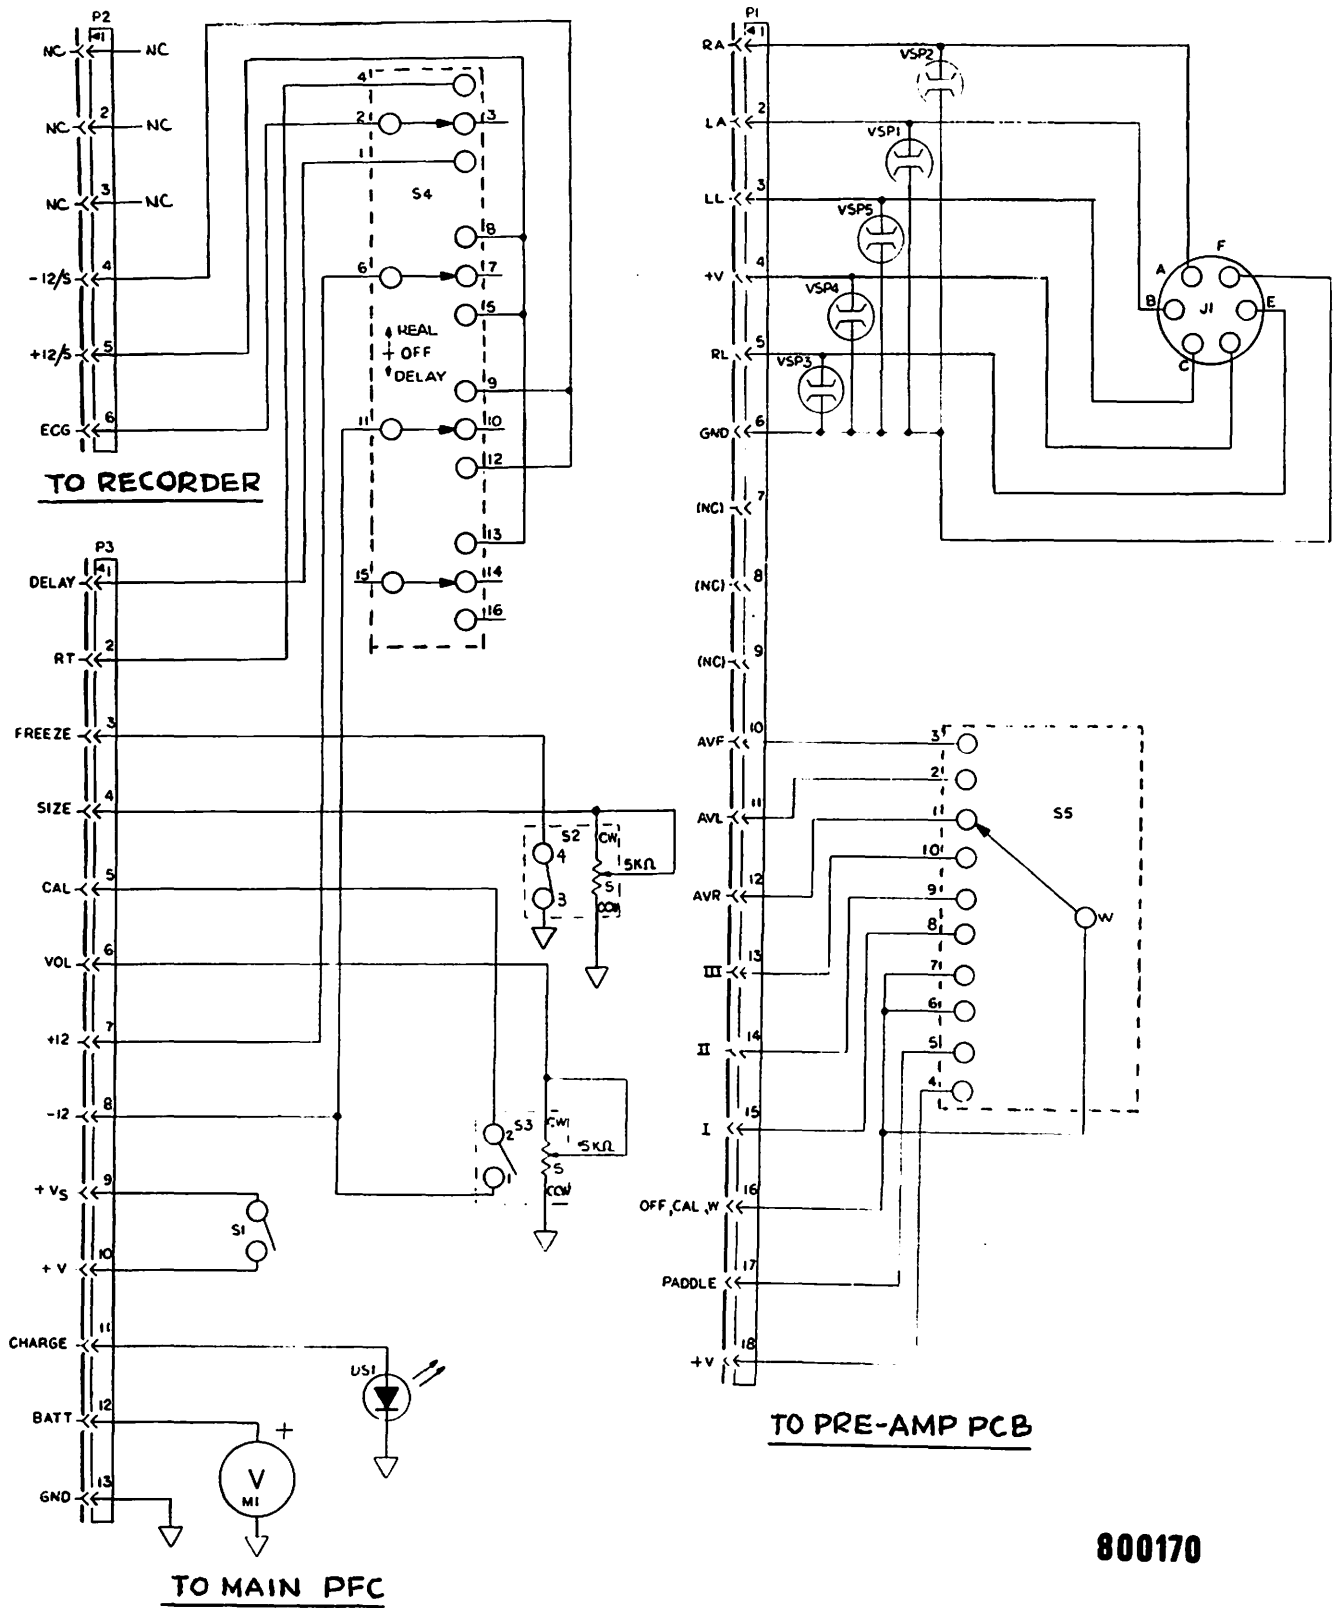 P2
1
NC NC
2
NC NC
3
NC NC
4
-12/S
5
+12/S
6
ECG
TO RECORDER
4
2 3
1
S4
8
6 7
5
REAL
+ OFF
DELAY
9
11 10
12
13
15 14
16
P3
1
DELAY
2
RT
3
FREEZE
4
SIZE
5
CAL
6
VOL
7
+12
8
-12
9
+VS
S1
10
+V
11
CHARGE
12
BATT
13
GND
S2 CW
4
5KΩ
S
3
CCW
S3 CW
2
5KΩ
S
1
CCW
DS1
+
V
M1
TO MAIN PFC
P1
1
RA
VSP2
2
LA
VSP1
3
LL
VSP5
4
+V
VSP4
5
RL
VSP3
6
GND
7
(NC)
8
(NC)
9
(NC)
A
F
B
J1
E
C
10
AVF
11
AVL
12
AVR
13
III
14
II
15
I
16
OFF,CAL,W
17
PADDLE
18
+V
3
2
1
S5
10
9
8
W
7
6
5
4
TO PRE-AMP PCB
800170